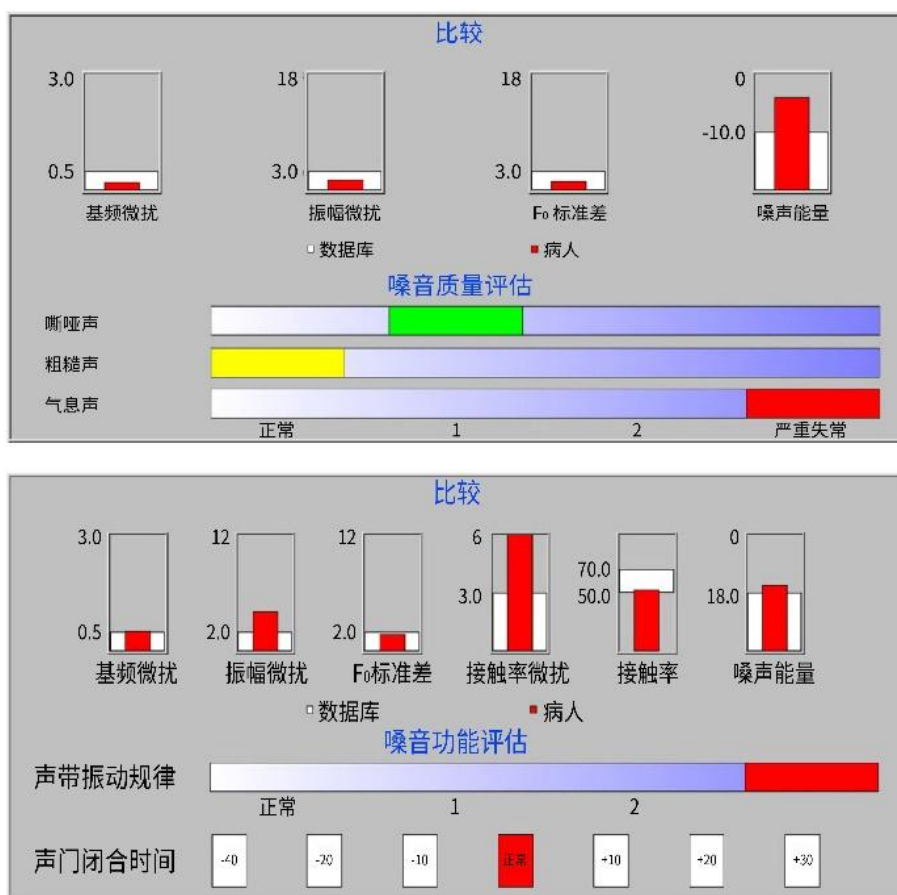 比较
3.0 18 18 0
-10.0
0.5 3.0 3.0
基频微扰 振幅微扰 F₀标准差 嗓声能量
数据库 病人
嗓音质量评估
嘶哑声
粗糙声
气息声
正常 1 2 严重失常
比较
3.0 12 12 6 0
70.0
3.0 50.0 18.0
0.5 2.0 2.0
基频微扰 振幅微扰 F₀标准差 接触率微扰 接触率 嗓声能量
数据库 病人
嗓音功能评估
声带振动规律
正常 1 2
声门闭合时间 -40 -20 -10 正常 +10 +20 +30